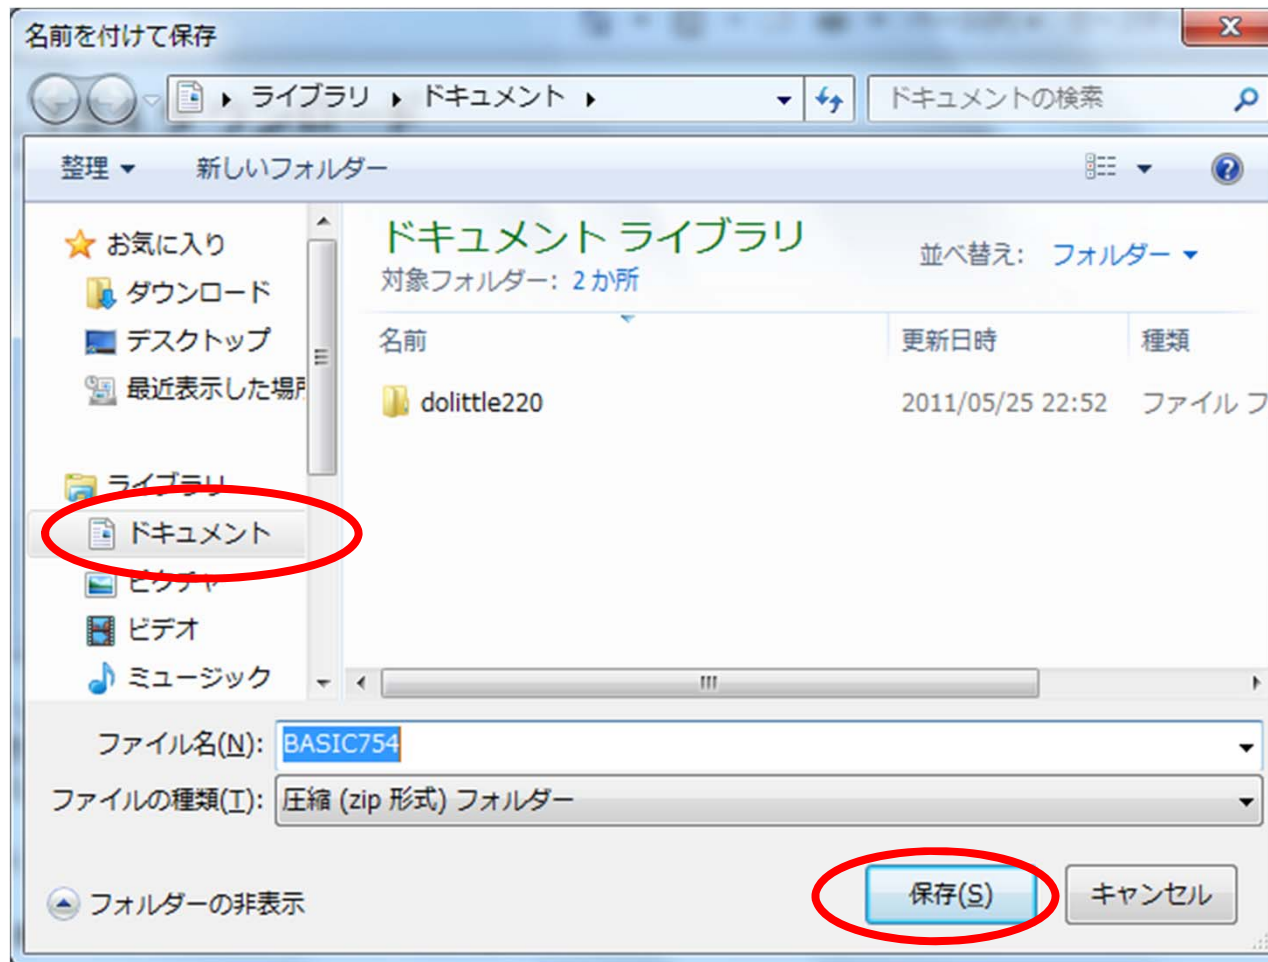 名前を付けて保存
ライブラリ ドキュメント ドキュメントの検索
整理 新しいフォルダー
お気に入り
ダウンロード
デスクトップ
最近表示した場所
ライブラリ
ドキュメント
ピクチャ
ビデオ
ミュージック
ドキュメント ライブラリ
対象フォルダー: 2 か所
並べ替え: フォルダー
名前 更新日時 種類
dolittle220 2011/05/25 22:52 ファイル フ
ファイル名(N): BASIC754
ファイルの種類(T): 圧縮 (zip 形式) フォルダー
フォルダーの非表示 保存(S) キャンセル